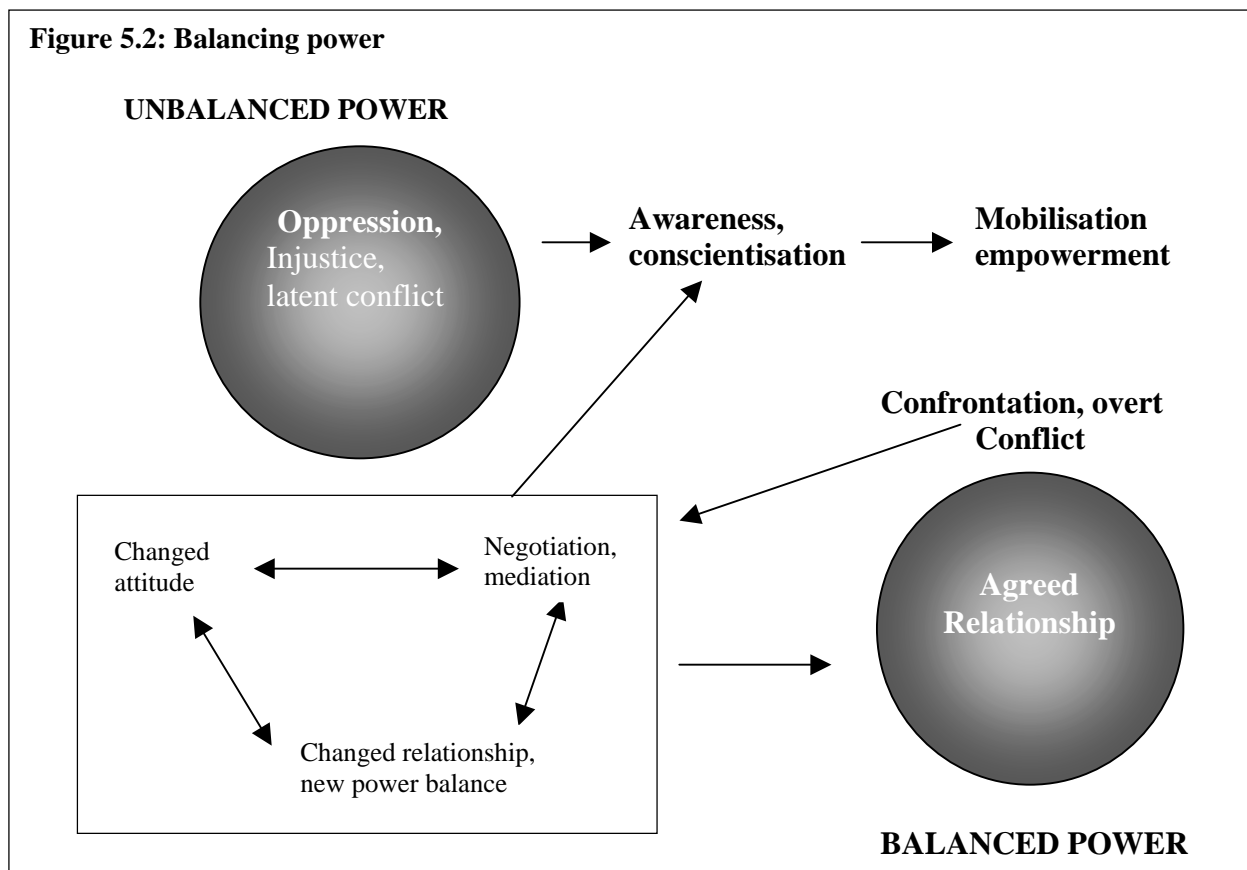 Figure 5.2: Balancing power
UNBALANCED POWER
Oppression,
Injustice,
latent conflict
Awareness,
conscientisation
Mobilisation
empowerment
Confrontation, overt
Conflict
Changed
attitude
Negotiation,
mediation
Changed relationship,
new power balance
Agreed
Relationship
BALANCED POWER